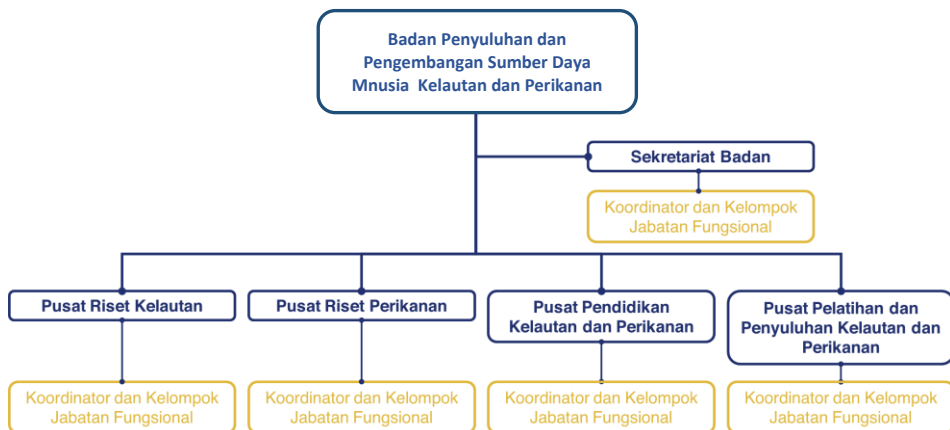 Badan Penyuluhan dan
Pengembangan Sumber Daya
Mnusia Kelautan dan Perikanan
Sekretariat Badan
Koordinator dan Kelompok
Jabatan Fungsional
Pusat Riset Kelautan
Pusat Riset Perikanan
Pusat Pendidikan
Kelautan dan Perikanan
Pusat Pelatihan dan
Penyuluhan Kelautan dan
Perikanan
Koordinator dan Kelompok
Jabatan Fungsional
Koordinator dan Kelompok
Jabatan Fungsional
Koordinator dan Kelompok
Jabatan Fungsional
Koordinator dan Kelompok
Jabatan Fungsional